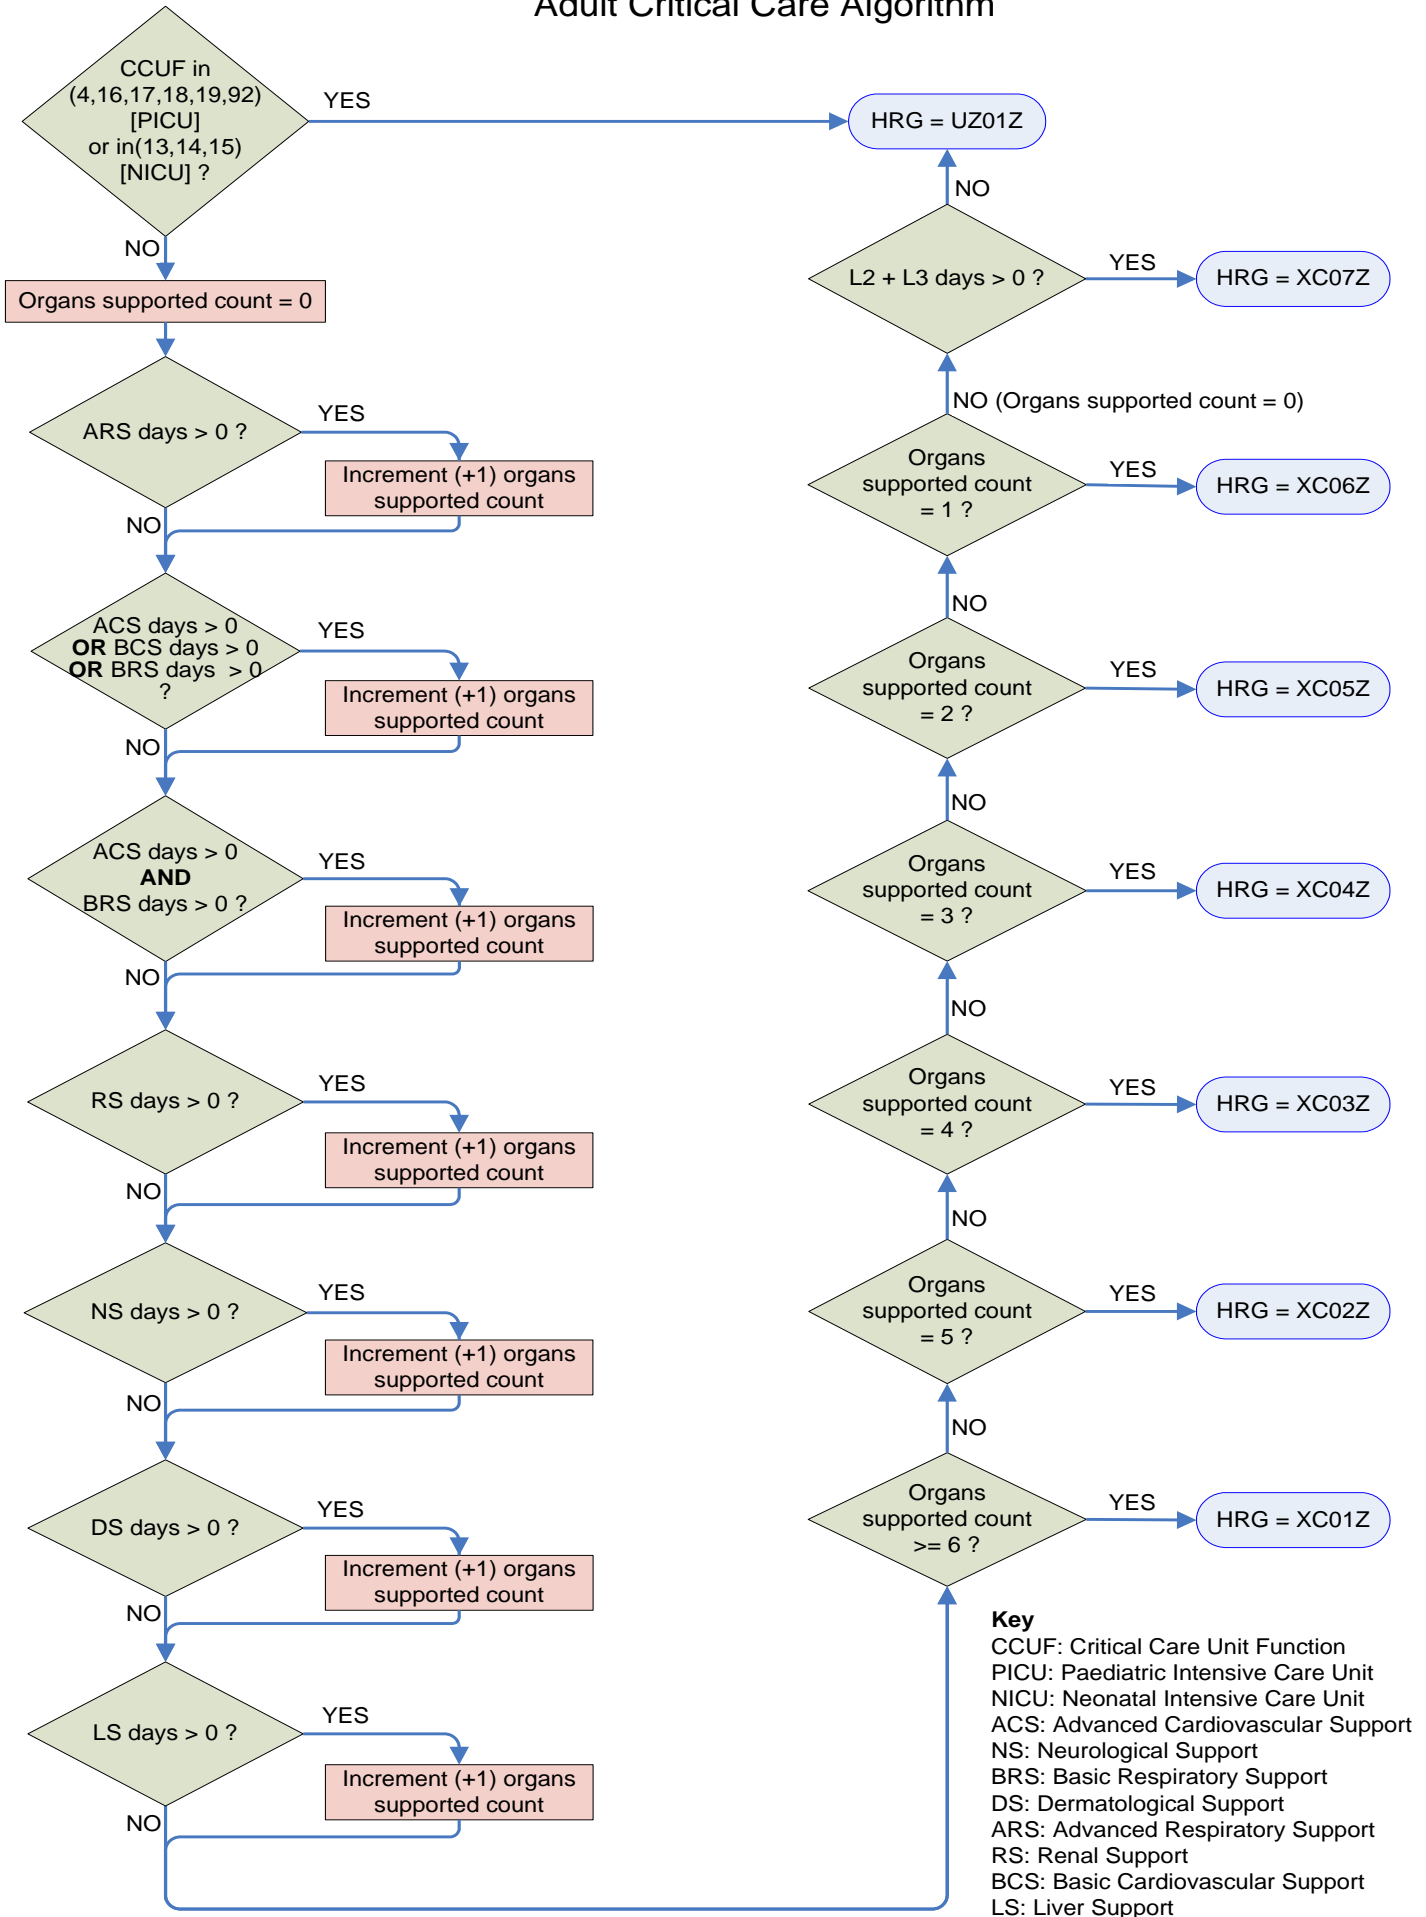 Adult Critical Care Algorithm
CCUF in
(4,16,17,18,19,92)
[PICU]
or in(13,14,15)
[NICU] ?
YES
HRG = UZ01Z
NO
Organs supported count = 0
ARS days > 0 ?
YES
Increment (+1) organs
supported count
NO
ACS days > 0
OR BCS days > 0
OR BRS days > 0
?
YES
Increment (+1) organs
supported count
NO
ACS days > 0
AND
BRS days > 0 ?
YES
Increment (+1) organs
supported count
NO
RS days > 0 ?
YES
Increment (+1) organs
supported count
NO
NS days > 0 ?
YES
Increment (+1) organs
supported count
NO
DS days > 0 ?
YES
Increment (+1) organs
supported count
NO
LS days > 0 ?
YES
Increment (+1) organs
supported count
NO
NO
L2 + L3 days > 0 ?
YES
HRG = XC07Z
NO (Organs supported count = 0)
Organs
supported count
= 1 ?
YES
HRG = XC06Z
NO
Organs
supported count
= 2 ?
YES
HRG = XC05Z
NO
Organs
supported count
= 3 ?
YES
HRG = XC04Z
NO
Organs
supported count
= 4 ?
YES
HRG = XC03Z
NO
Organs
supported count
= 5 ?
YES
HRG = XC02Z
NO
Organs
supported count
>= 6 ?
YES
HRG = XC01Z
Key
CCUF: Critical Care Unit Function
PICU: Paediatric Intensive Care Unit
NICU: Neonatal Intensive Care Unit
ACS: Advanced Cardiovascular Support
NS: Neurological Support
BRS: Basic Respiratory Support
DS: Dermatological Support
ARS: Advanced Respiratory Support
RS: Renal Support
BCS: Basic Cardiovascular Support
LS: Liver Support